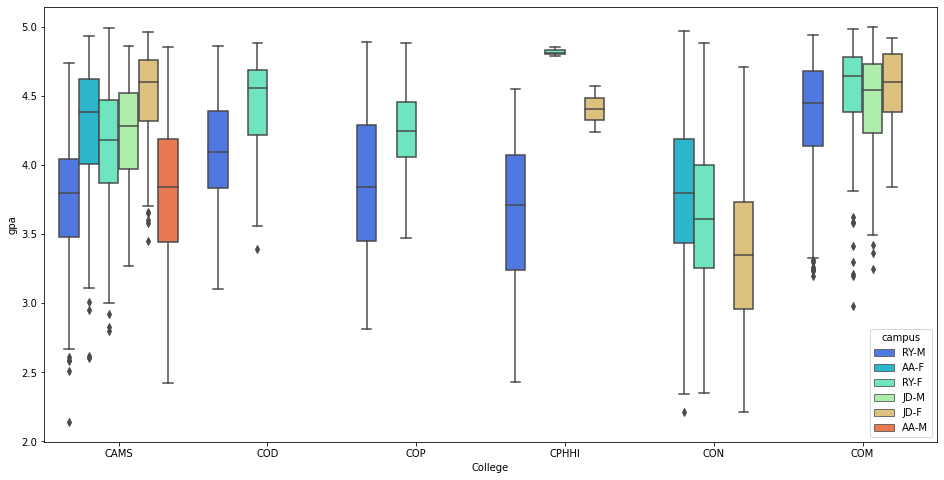 5.0
4.5
4.0
3.5
3.0
2.5
2.0
gpa
CAMS COD COP CPHHI CON COM
College
campus
RY-M
AA-F
RY-F
JD-M
JD-F
AA-M